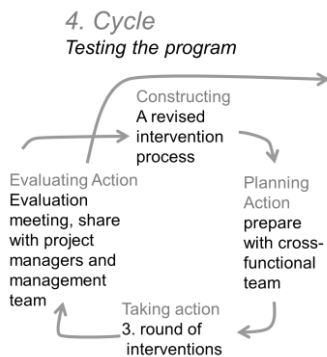 4. Cycle
Testing the program
Constructing
A revised
intervention
process
Evaluating Action
Evaluation
meeting, share
with project
managers and
management
team
Planning
Action
prepare
with cross-
functional
team
Taking action
3. round of
interventions